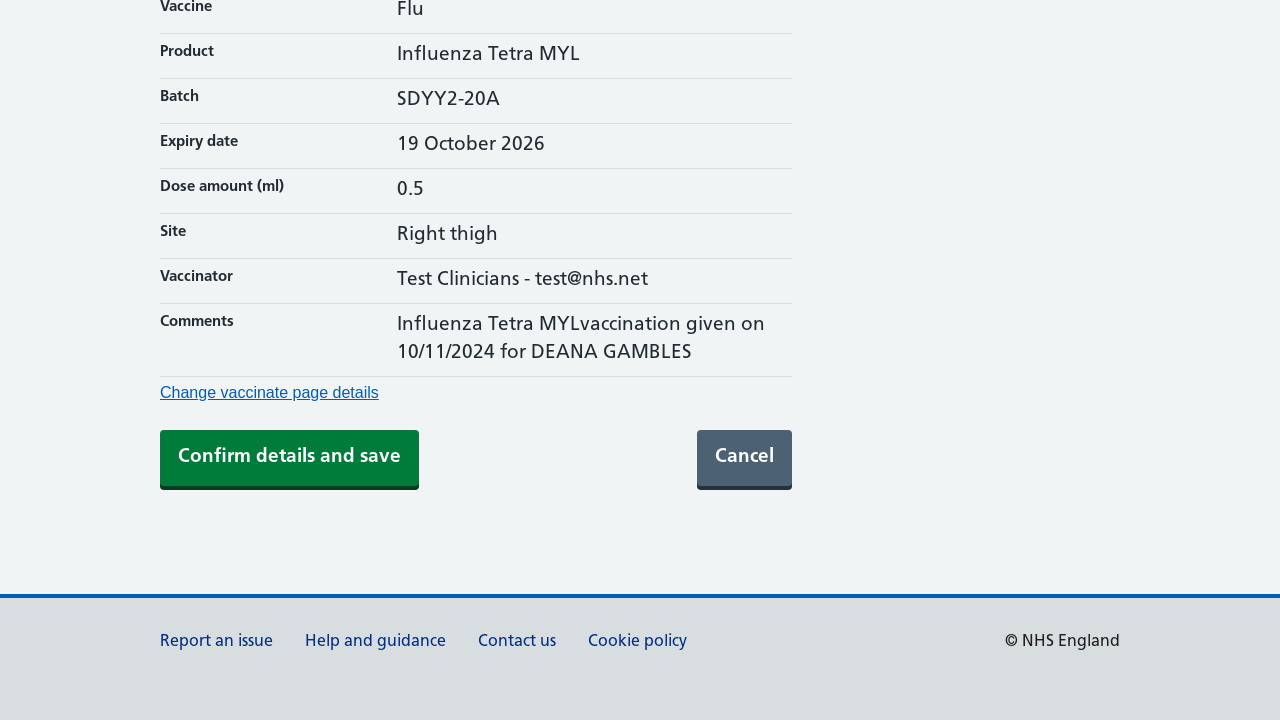 Vaccine Flu
Product Influenza Tetra MYL
Batch SDYY2-20A
Expiry date 19 October 2026
Dose amount (ml) 0.5
Site Right thigh
Vaccinator Test Clinicians - test@nhs.net
Comments Influenza Tetra MYLvaccination given on
10/11/2024 for DEANA GAMBLES
Change vaccinate page details
Confirm details and save Cancel
Report an issue Help and guidance Contact us Cookie policy © NHS England